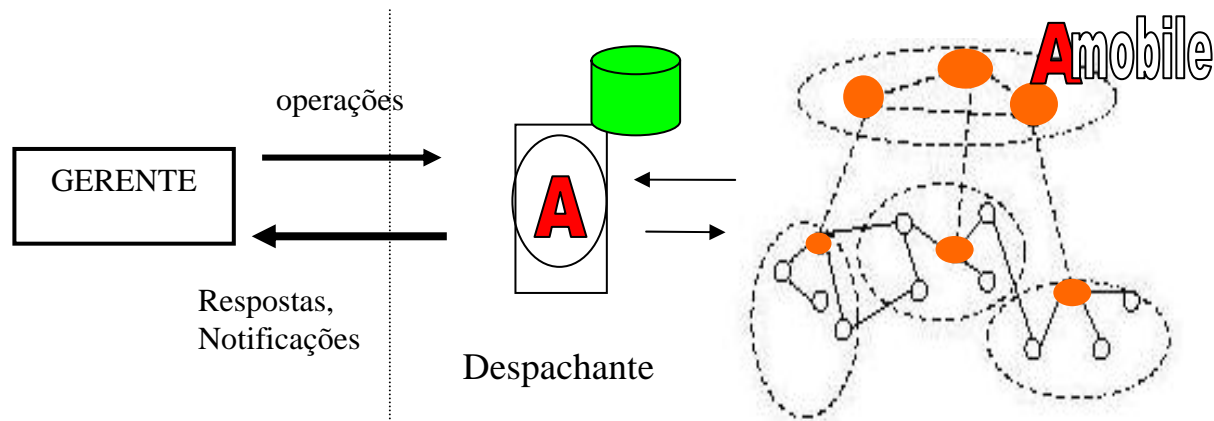 operações
GERENTE
Respostas,
Notificações
A
Despachante
Amobile